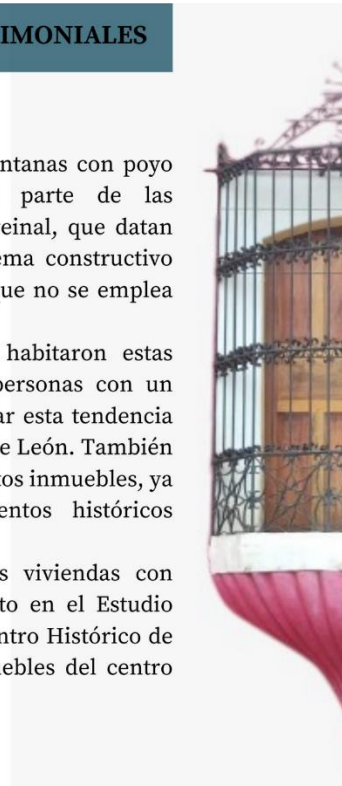 IMONIALES
ntanas con poyo
parte de las
einal, que datan
ema constructivo
ue no se emplea
habitaron estas
personas con un
ar esta tendencia
e León. También
tos inmuebles, ya
entos históricos
s viviendas con
to en el Estudio
ntro Histórico de
uebles del centro